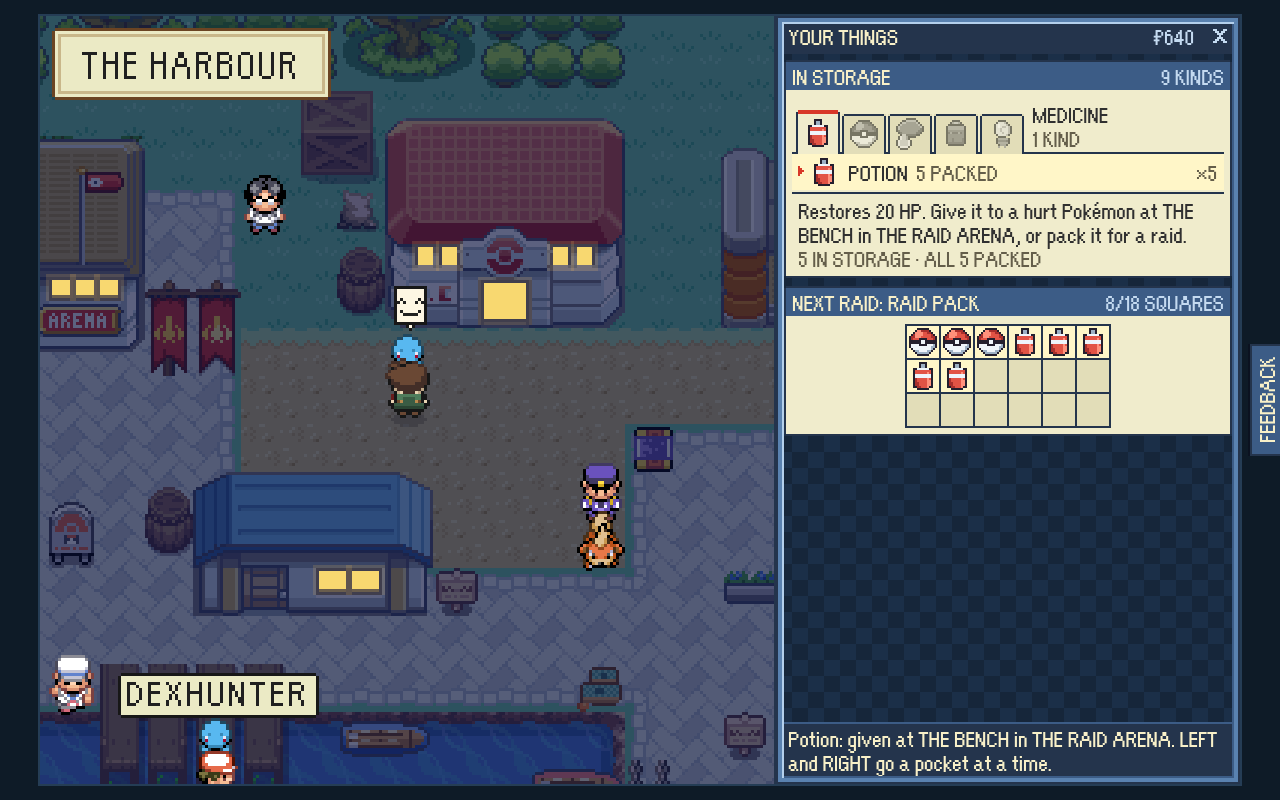 THE HARBOUR
ARENA
DEXHUNTER
YOUR THINGS ₽640 X
IN STORAGE 9 KINDS
MEDICINE
1 KIND
POTION 5 PACKED ×5
Restores 20 HP. Give it to a hurt Pokémon at THE
BENCH in THE RAID ARENA, or pack it for a raid.
5 IN STORAGE · ALL 5 PACKED
NEXT RAID: RAID PACK 8/18 SQUARES
Potion: given at THE BENCH in THE RAID ARENA. LEFT
and RIGHT go a pocket at a time.
FEEDBACK